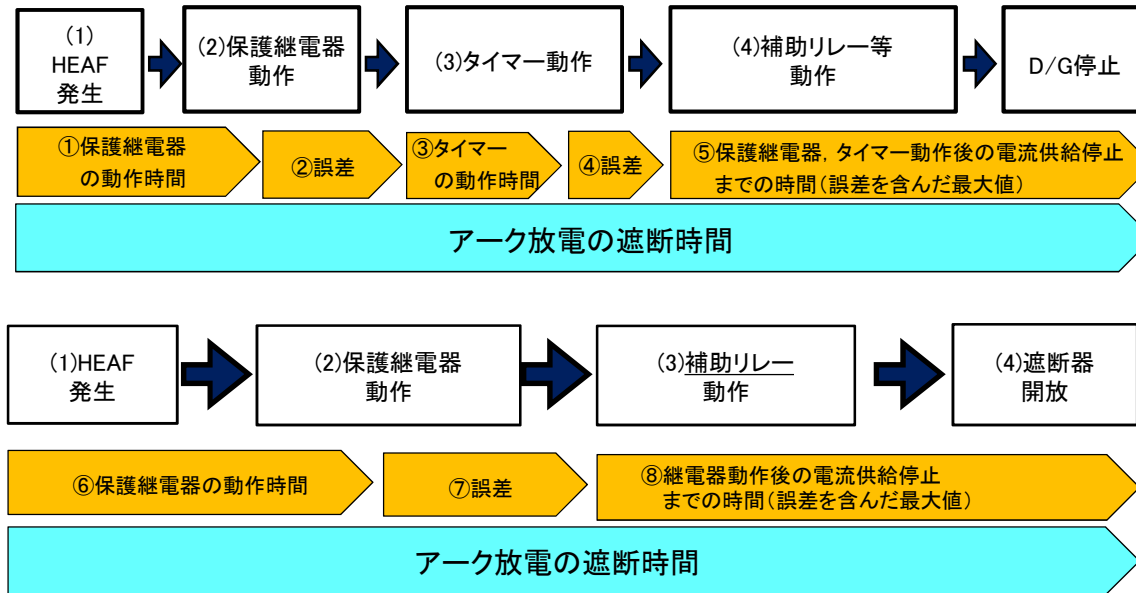 (1)
HEAF
発生
(2)保護継電器
動作
(3)タイマー動作
(4)補助リレー等
動作
D/G停止
①保護継電器
の動作時間
②誤差
③タイマー
の動作時間
④誤差
⑤保護継電器，タイマー動作後の電流供給停止
までの時間（誤差を含んだ最大値）
アーク放電の遮断時間
(1)HEAF
発生
(2)保護継電器
動作
(3)補助リレー
動作
(4)遮断器
開放
⑥保護継電器の動作時間
⑦誤差
⑧継電器動作後の電流供給停止
までの時間（誤差を含んだ最大値）
アーク放電の遮断時間